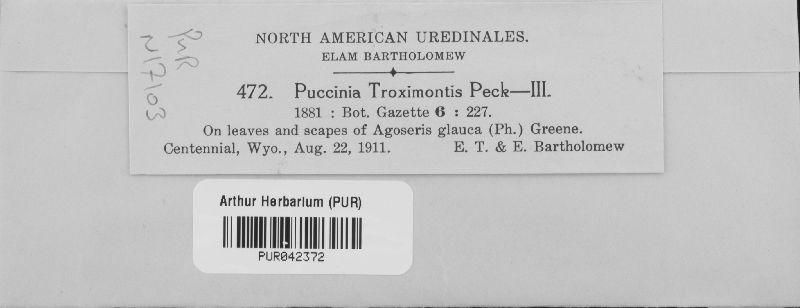 PUR
N17103
NORTH AMERICAN UREDINALES.
ELAM BARTHOLOMEW
472. Puccinia Troximontis Peck—III.
1881 : Bot. Gazette 6 : 227.
On leaves and scapes of Agoseris glauca (Ph.) Greene.
Centennial, Wyo., Aug. 22, 1911. E. T. & E. Bartholomew
Arthur Herbarium (PUR)
PUR042372